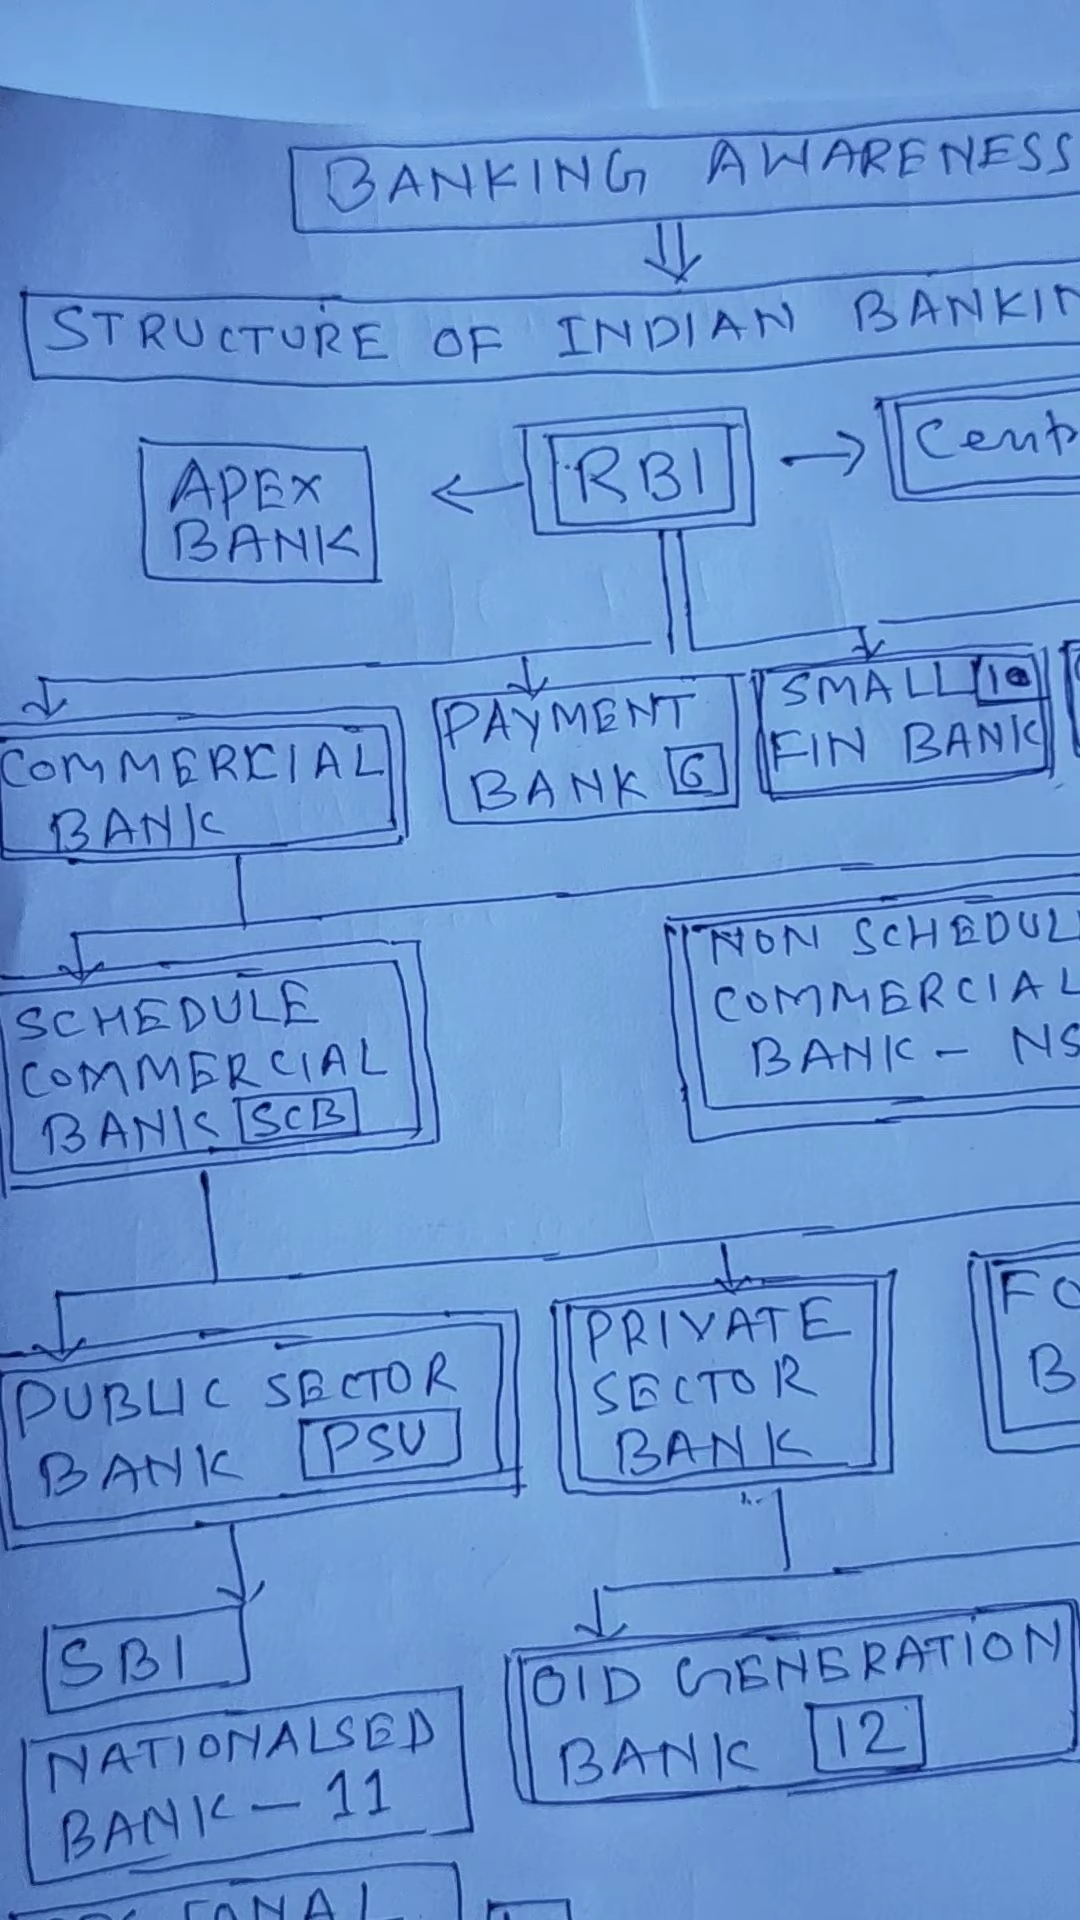 BANKING AWARENESS
STRUCTURE OF INDIAN BANKIN
APEX
BANK
RBI
Cent
COMMERCIAL
BANK
PAYMENT
BANK 6
SMALL 10
FIN BANK
SCHEDULE
COMMERCIAL
BANK SCB
NON SCHEDUL
COMMERCIAL
BANK - NS
PUBLIC SECTOR
BANK PSU
PRIVATE
SECTOR
BANK
FO
B
SBI
NATIONALSED
BANK - 11
OLD GENERATION
BANK 12